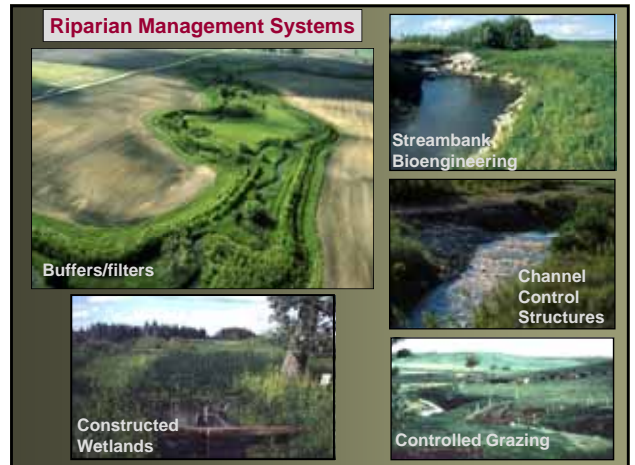 Riparian Management Systems
Buffers/filters
Streambank
Bioengineering
Channel
Control
Structures
Constructed
Wetlands
Controlled Grazing